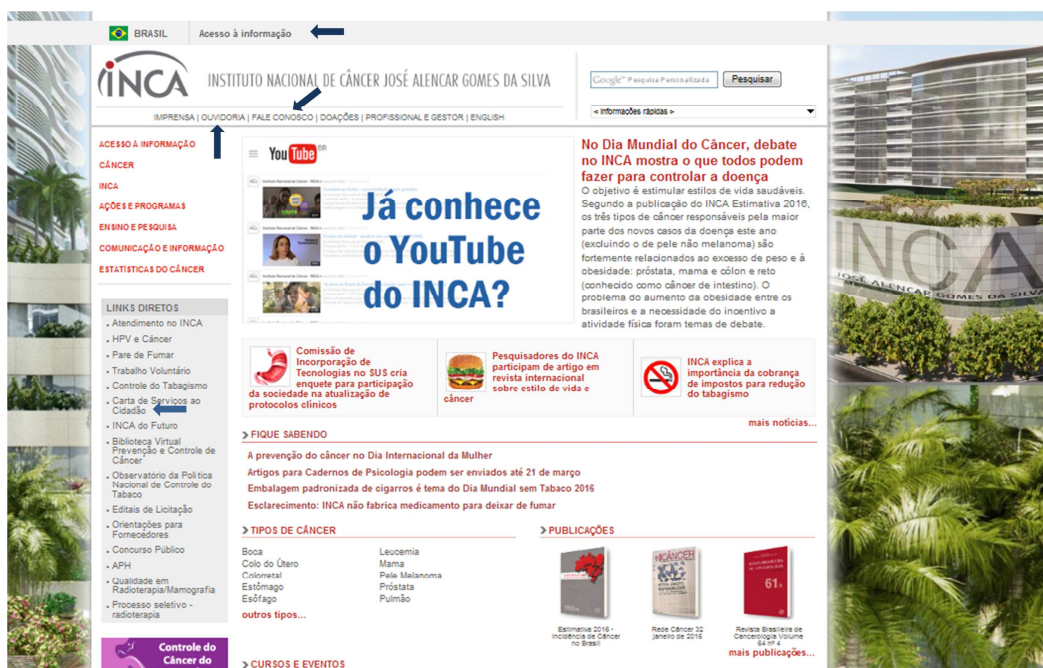 BRASIL Acesso à informação
INCA
INSTITUTO NACIONAL DE CÂNCER JOSÉ ALENCAR GOMES DA SILVA
Google™ Pesquisa Personalizada Pesquisar
< Informações rápidas >
IMPRENSA | OUVIDORIA | FALE CONOSCO | DOAÇÕES | PROFISSIONAL E GESTOR | ENGLISH
ACESSO À INFORMAÇÃO
CÂNCER
INCA
AÇÕES E PROGRAMAS
ENSINO E PESQUISA
COMUNICAÇÃO E INFORMAÇÃO
ESTATÍSTICAS DO CÂNCER
LINKS DIRETOS
Atendimento no INCA
HPV e Câncer
Pare de Fumar
Trabalho Voluntário
Controle do Tabagismo
Carta de Serviços ao
Cidadão
INCA do Futuro
Biblioteca Virtual
Prevenção e Controle de
Câncer
Observatório da Política
Nacional de Controle do
Tabaco
Editais de Licitação
Orientações para
Fornecedores
Concurso Público
APH
Qualidade em
Radioterapia/Mamografia
Processo seletivo -
radioterapia
Controle do
Câncer do
YouTube BR
Já conhece
o YouTube
do INCA?
No Dia Mundial do Câncer, debate
no INCA mostra o que todos podem
fazer para controlar a doença
O objetivo é estimular estilos de vida saudáveis.
Segundo a publicação do INCA Estimativa 2016,
os três tipos de câncer responsáveis pela maior
parte dos novos casos da doença este ano
(excluindo o de pele não melanoma) são
fortemente relacionados ao excesso de peso e à
obesidade: próstata, mama e cólon e reto
(conhecido como câncer de intestino). O
problema do aumento da obesidade entre os
brasileiros e a necessidade do incentivo a
atividade física foram temas de debate.
Comissão de
Incorporação de
Tecnologias no SUS cria
enquete para participação
da sociedade na atualização de
protocolos clínicos
Pesquisadores do INCA
participam de artigo em
revista internacional
sobre estilo de vida e
câncer
INCA explica a
importância da cobrança
de impostos para redução
do tabagismo
mais notícias...
FIQUE SABENDO
A prevenção do câncer no Dia Internacional da Mulher
Artigos para Cadernos de Psicologia podem ser enviados até 21 de março
Embalagem padronizada de cigarros é tema do Dia Mundial sem Tabaco 2016
Esclarecimento: INCA não fabrica medicamento para deixar de fumar
TIPOS DE CÂNCER
Boca Leucemia
Colo do Útero Mama
Colorretal Pele Melanoma
Estômago Próstata
Esôfago Pulmão
outros tipos...
PUBLICAÇÕES
CÂNCER
61
Estimativa 2016 -
Incidência de Câncer
no Brasil
Rede Câncer 32
janeiro de 2016
Revista Brasileira de
Cancerologia Volume
64 nº 4
mais publicações...
CURSOS E EVENTOS
INCA
JOSÉ ALENCAR GOMES DA SILVA